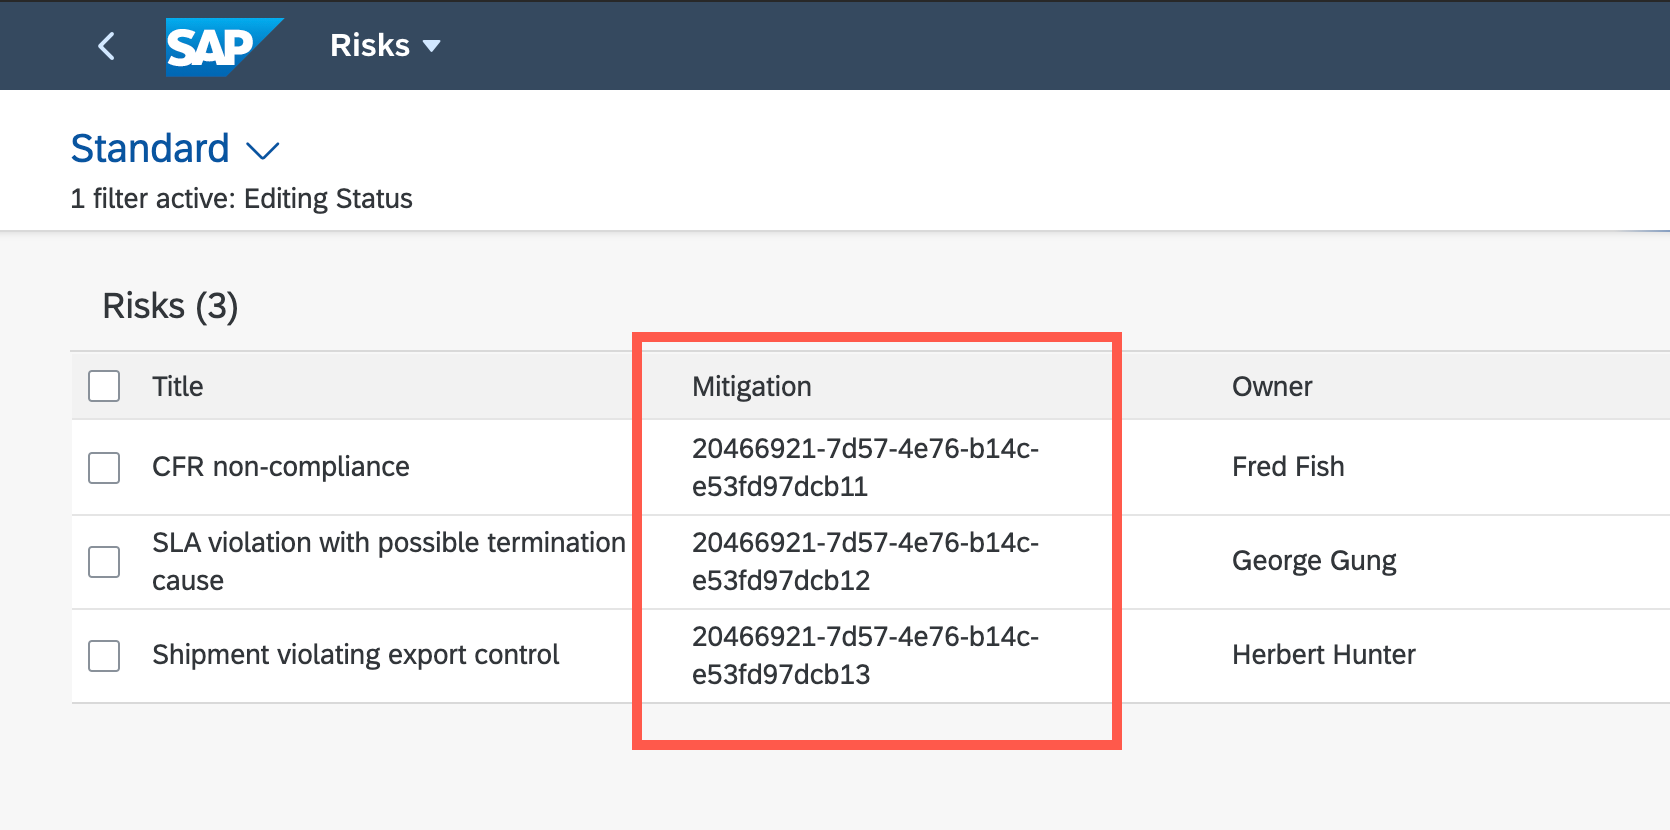 SAP Risks
Standard
1 filter active: Editing Status
Risks (3)
Title Mitigation Owner
CFR non-compliance 20466921-7d57-4e76-b14c-
e53fd97dcb11 Fred Fish
SLA violation with possible termination
cause 20466921-7d57-4e76-b14c-
e53fd97dcb12 George Gung
Shipment violating export control 20466921-7d57-4e76-b14c-
e53fd97dcb13 Herbert Hunter